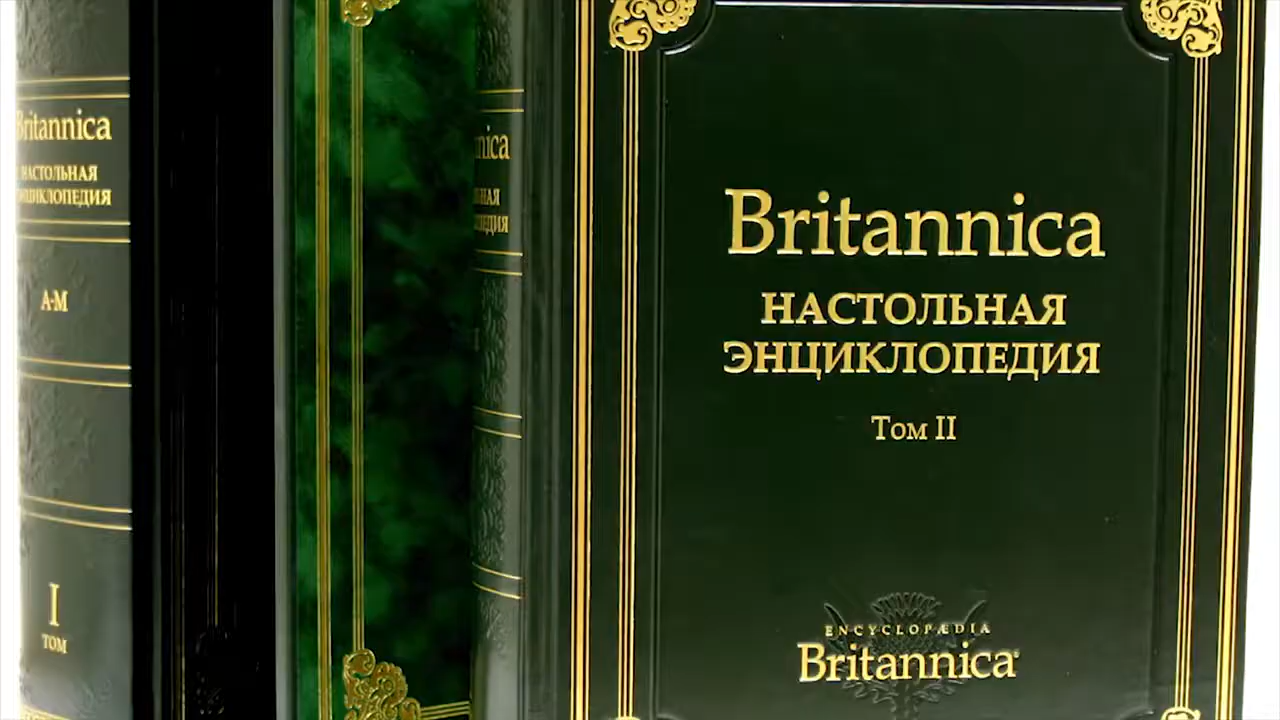 Britannica
НАСТОЛЬНАЯ
ЭНЦИКЛОПЕДИЯ
А-М
I
ТОМ
Britannica
НАСТОЛЬНАЯ
ЭНЦИКЛОПЕДИЯ
Том II
ENCYCLOPÆDIA
Britannica